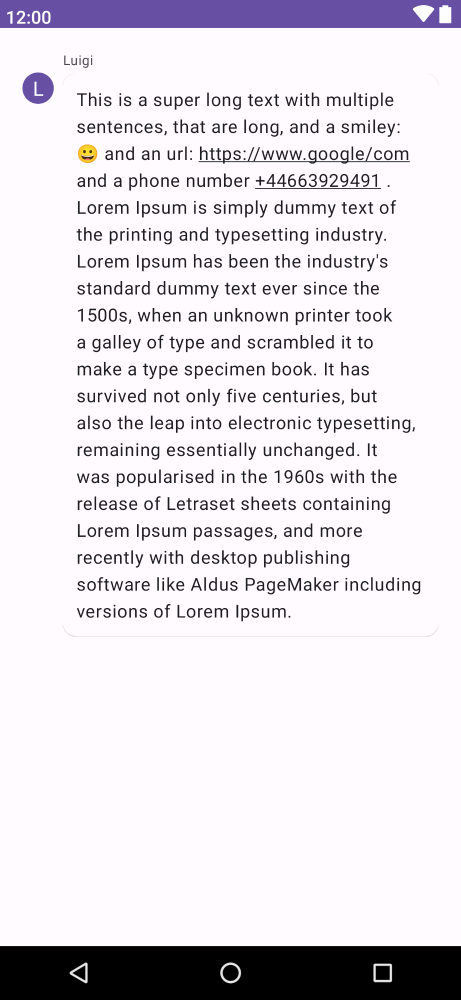 12:00
Luigi
L
This is a super long text with multiple
sentences, that are long, and a smiley:
😀 and an url: https://www.google/com
and a phone number +44663929491 .
Lorem Ipsum is simply dummy text of
the printing and typesetting industry.
Lorem Ipsum has been the industry's
standard dummy text ever since the
1500s, when an unknown printer took
a galley of type and scrambled it to
make a type specimen book. It has
survived not only five centuries, but
also the leap into electronic typesetting,
remaining essentially unchanged. It
was popularised in the 1960s with the
release of Letraset sheets containing
Lorem Ipsum passages, and more
recently with desktop publishing
software like Aldus PageMaker including
versions of Lorem Ipsum.